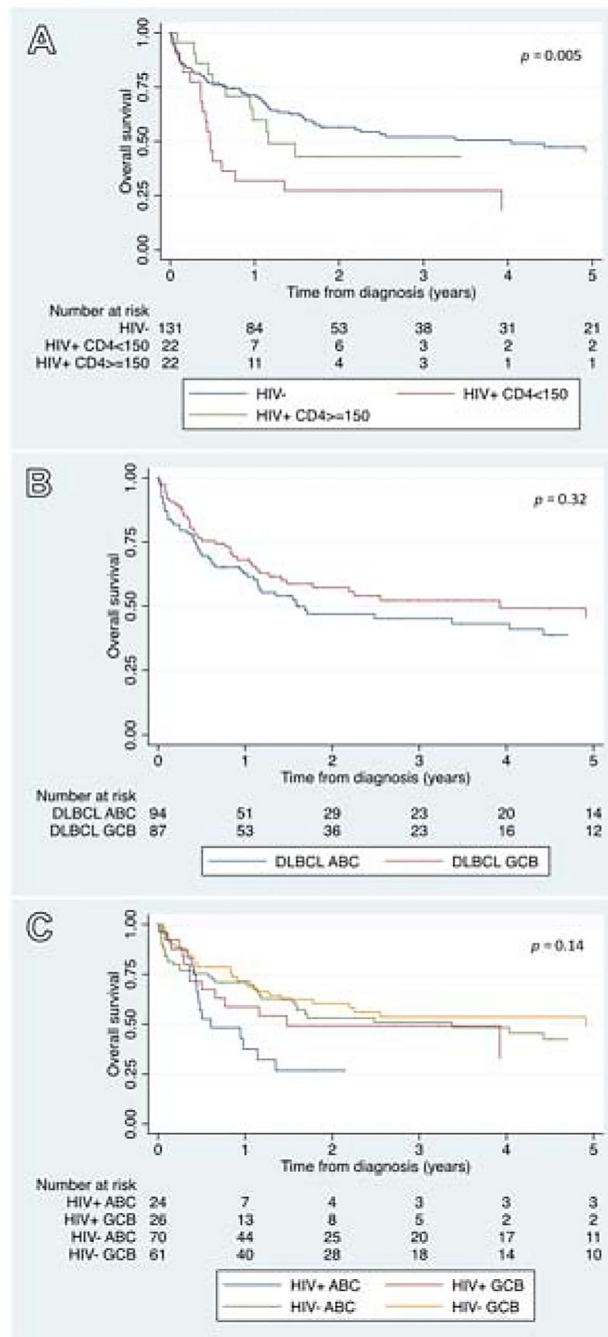 A
p = 0.005
Overall survival
1.00
0.75
0.50
0.25
0.00
0 1 2 3 4 5
Time from diagnosis (years)
Number at risk
HIV- 131 84 53 38 31 21
HIV+ CD4<150 22 7 6 3 2 2
HIV+ CD4>=150 22 11 4 3 1 1
HIV- HIV+ CD4<150
HIV+ CD4>=150
B
p = 0.32
Overall survival
1.00
0.75
0.50
0.25
0.00
0 1 2 3 4 5
Time from diagnosis (years)
Number at risk
DLBCL ABC 94 51 29 23 20 14
DLBCL GCB 87 53 36 23 16 12
DLBCL ABC DLBCL GCB
C
p = 0.14
Overall survival
1.00
0.75
0.50
0.25
0.00
0 1 2 3 4 5
Time from diagnosis (years)
Number at risk
HIV+ ABC 24 7 4 3 3 3
HIV+ GCB 26 13 8 5 2 2
HIV- ABC 70 44 25 20 17 11
HIV- GCB 61 40 28 18 14 10
HIV+ ABC HIV+ GCB
HIV- ABC HIV- GCB